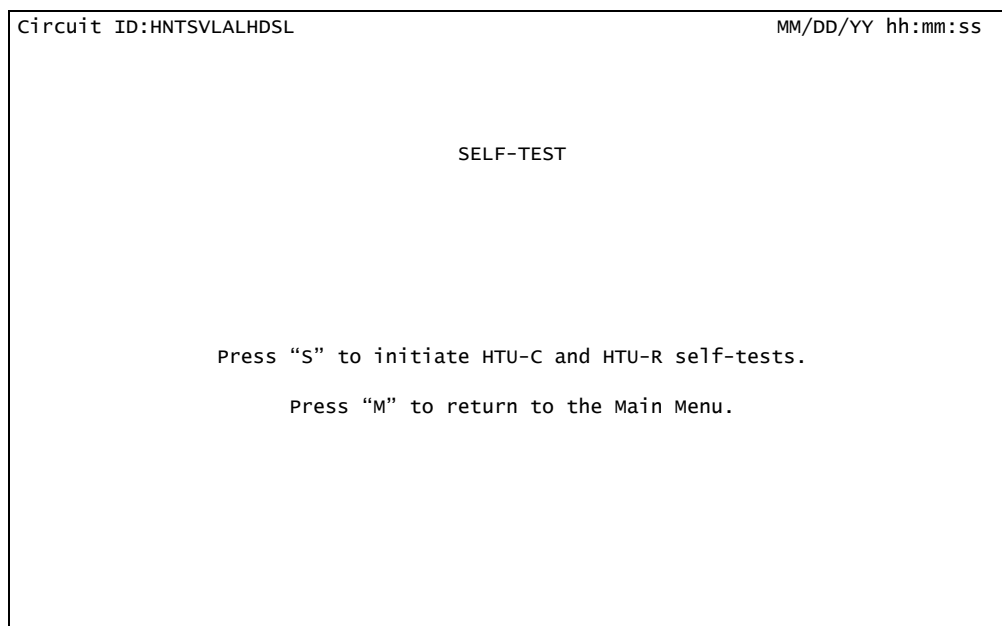 Circuit ID:HNTSVLALHDSL MM/DD/YY hh:mm:ss
SELF-TEST
Press “S” to initiate HTU-C and HTU-R self-tests.
Press “M” to return to the Main Menu.